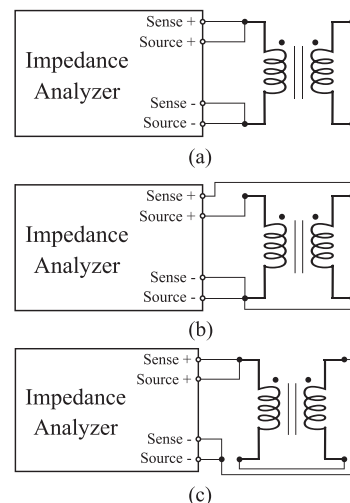 Impedance
Analyzer
Sense +
Source +
Sense -
Source -
(a)
Impedance
Analyzer
Sense +
Source +
Sense -
Source -
(b)
Impedance
Analyzer
Sense +
Source +
Sense -
Source -
(c)